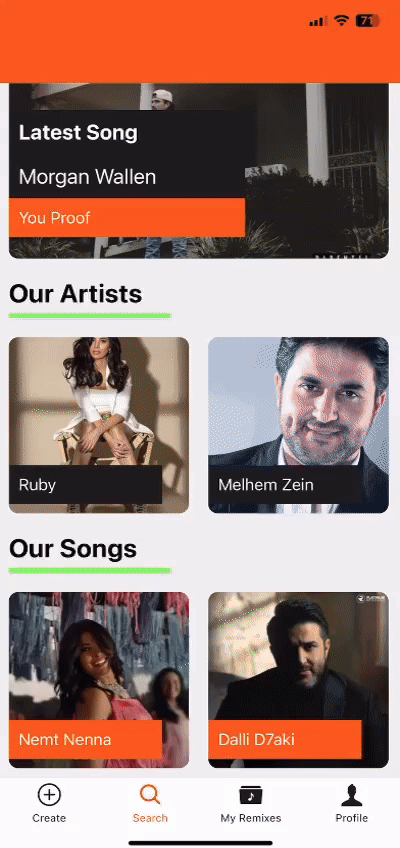 71
Latest Song
Morgan Wallen
You Proof
Our Artists
Ruby
Melhem Zein
Our Songs
Nemt Nenna
Dalli D7aki
Create
Search
My Remixes
Profile